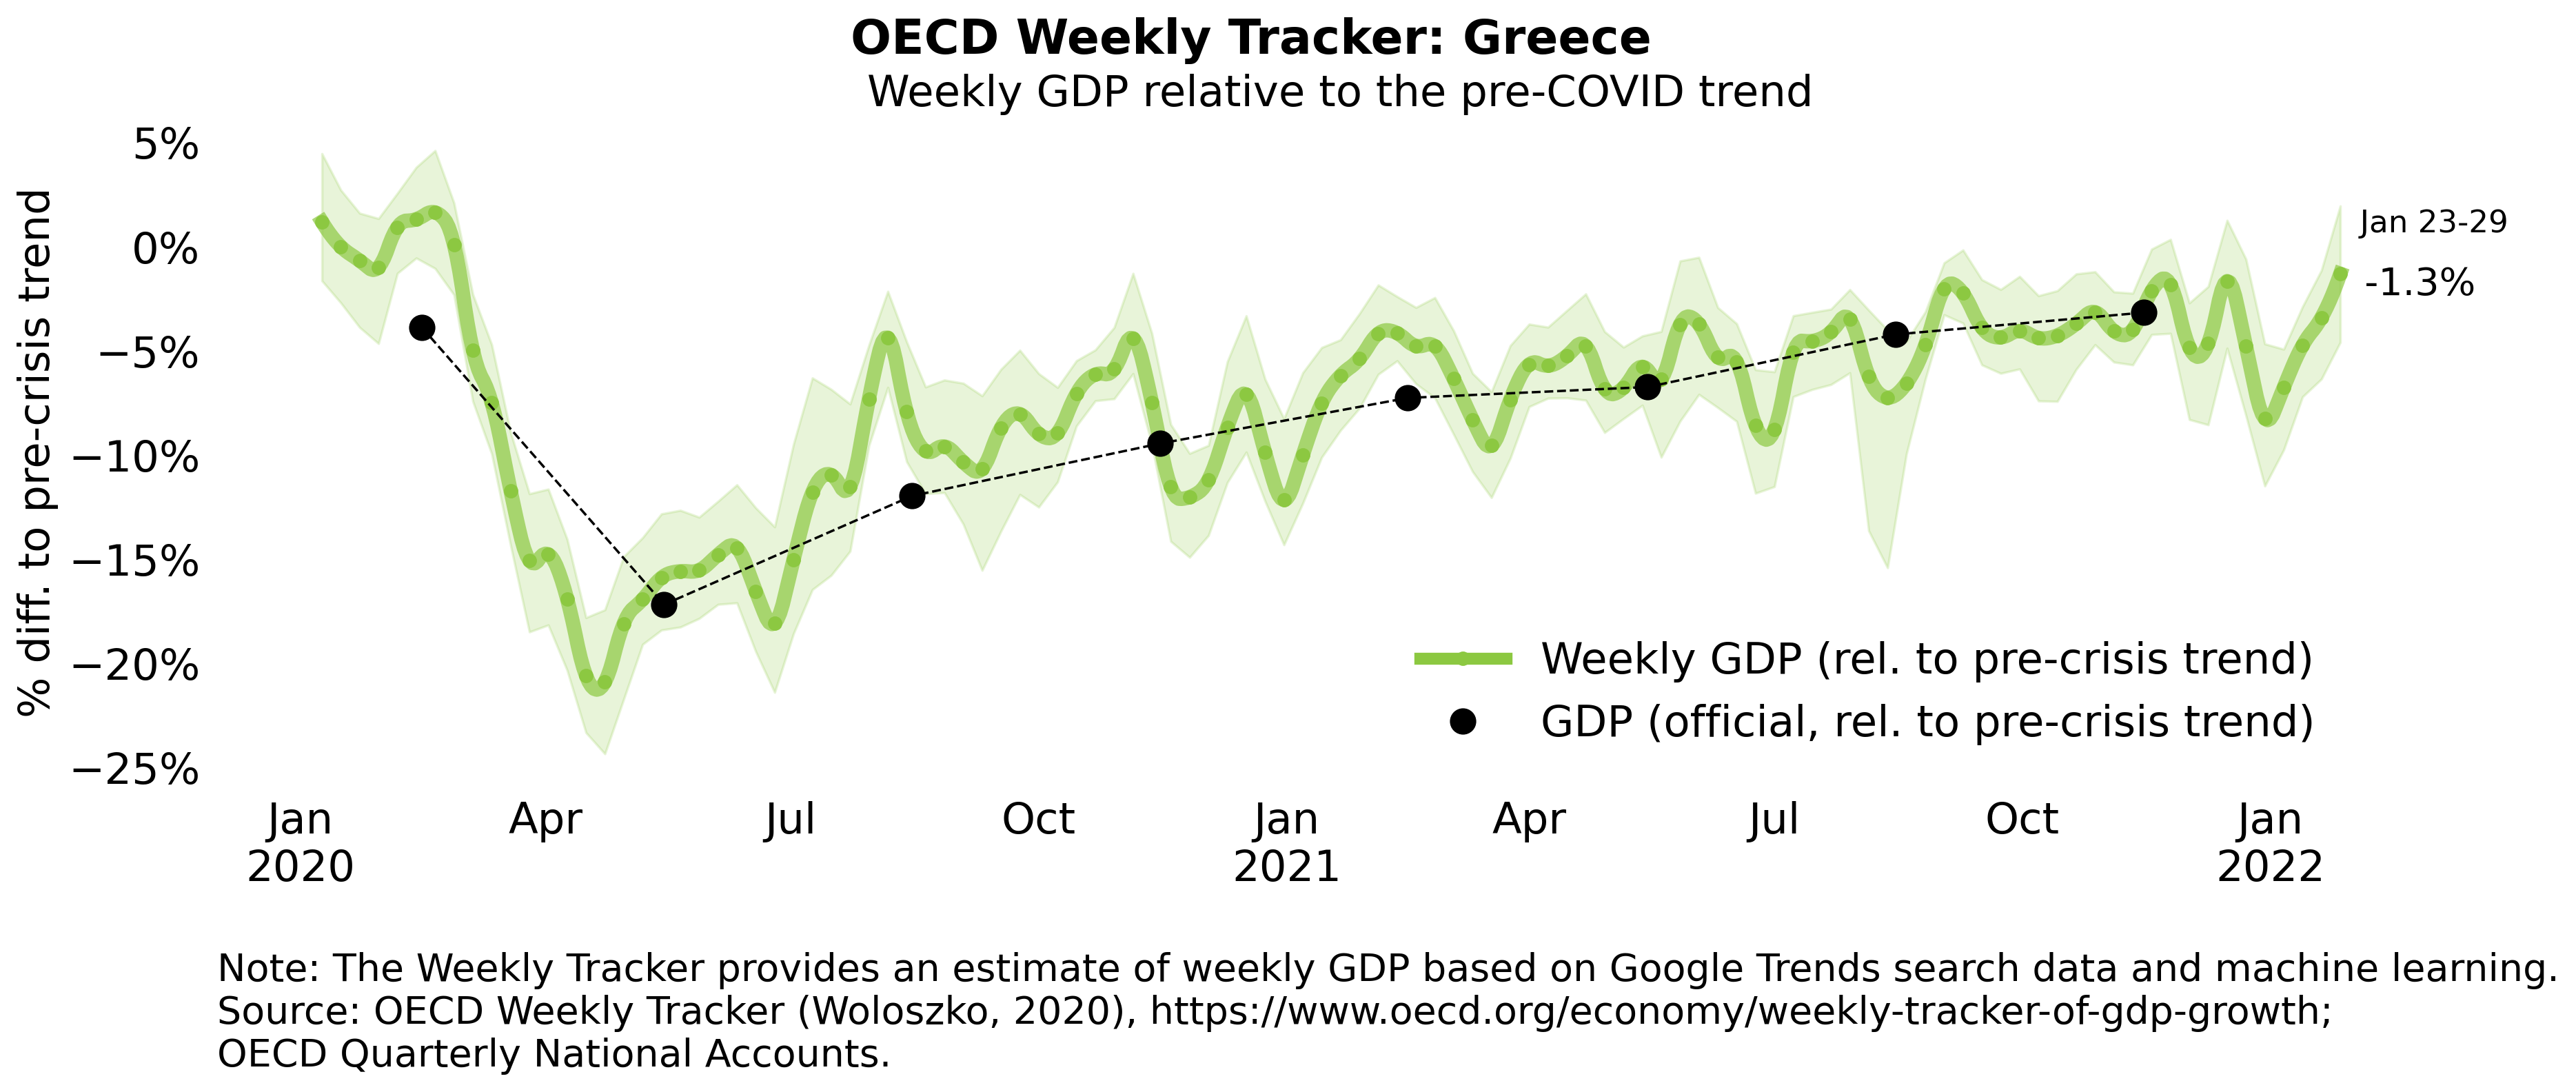 OECD Weekly Tracker: Greece
Weekly GDP relative to the pre-COVID trend
% diff. to pre-crisis trend
5%
0%
−5%
−10%
−15%
−20%
−25%
Jan 23-29
-1.3%
Weekly GDP (rel. to pre-crisis trend)
GDP (official, rel. to pre-crisis trend)
Jan Apr Jul Oct Jan Apr Jul Oct Jan
2020 2021 2022
Note: The Weekly Tracker provides an estimate of weekly GDP based on Google Trends search data and machine learning.
Source: OECD Weekly Tracker (Woloszko, 2020), https://www.oecd.org/economy/weekly-tracker-of-gdp-growth;
OECD Quarterly National Accounts.